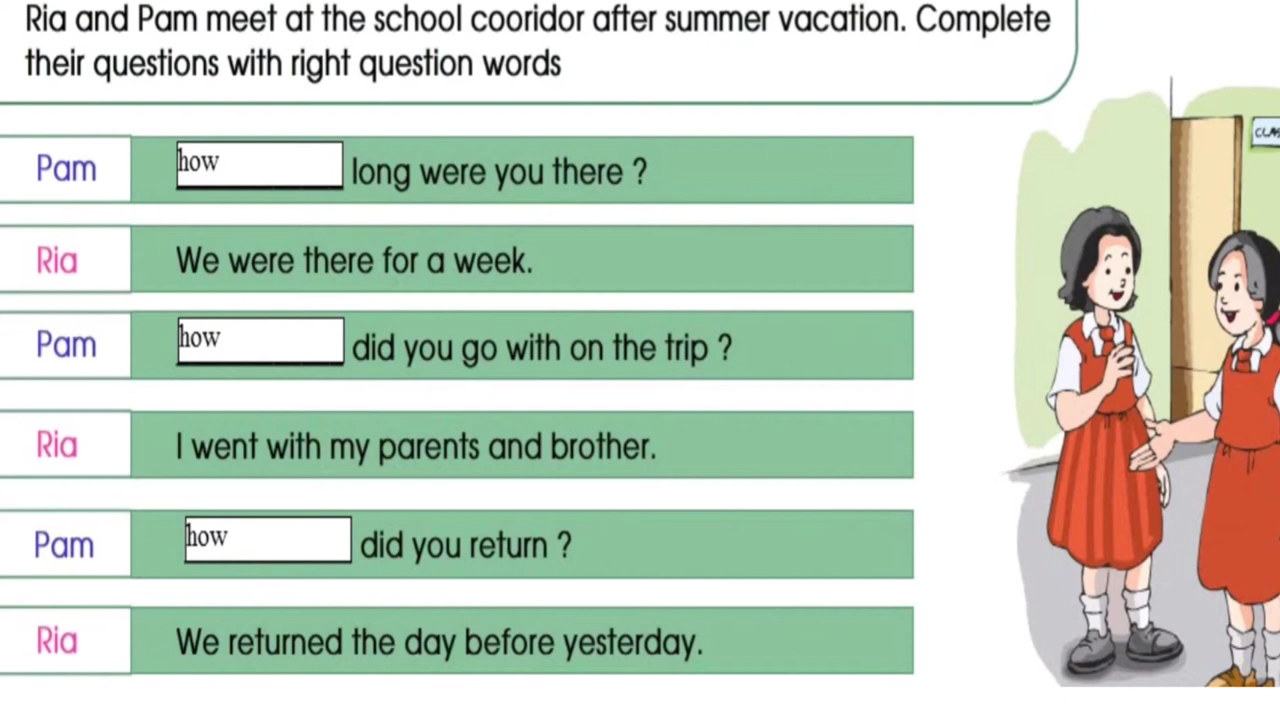 Ria and Pam meet at the school cooridor after summer vacation. Complete
their questions with right question words
Pam how long were you there ?
Ria We were there for a week.
Pam how did you go with on the trip ?
Ria I went with my parents and brother.
Pam how did you return ?
Ria We returned the day before yesterday.